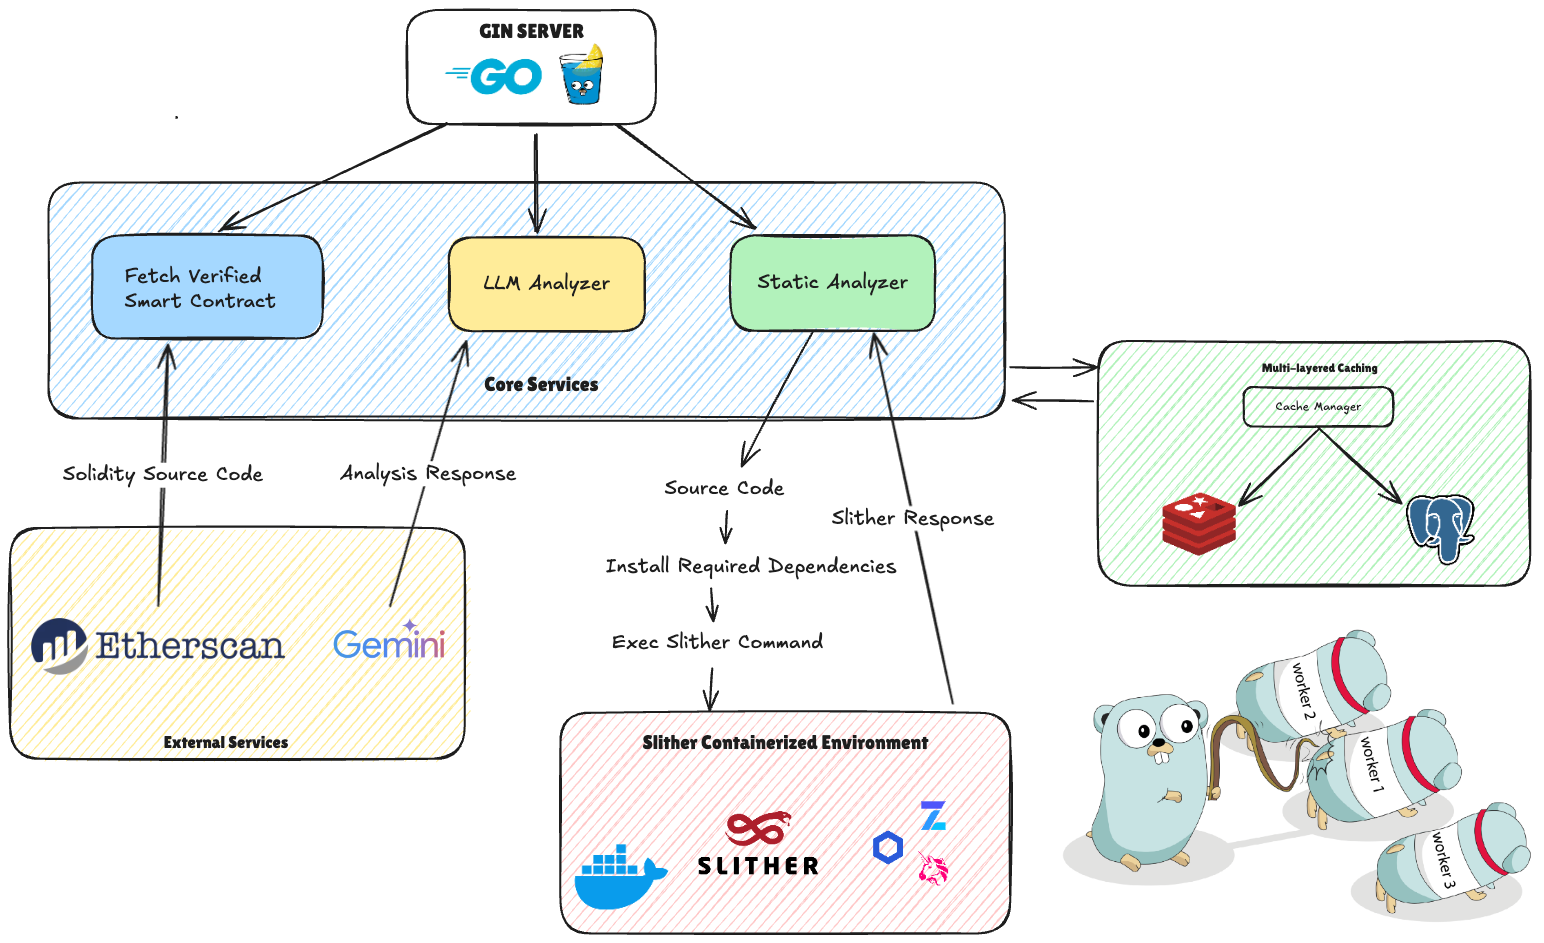 GIN SERVER
GO
Fetch Verified
Smart Contract
LLM Analyzer
Static Analyzer
Core Services
Multi-layered Caching
Cache Manager
Solidity Source Code
Analysis Response
Source Code
Slither Response
Install Required Dependencies
Exec Slither Command
Etherscan
Gemini
External Services
Slither Containerized Environment
SLITHER
worker 2
worker 1
worker 3